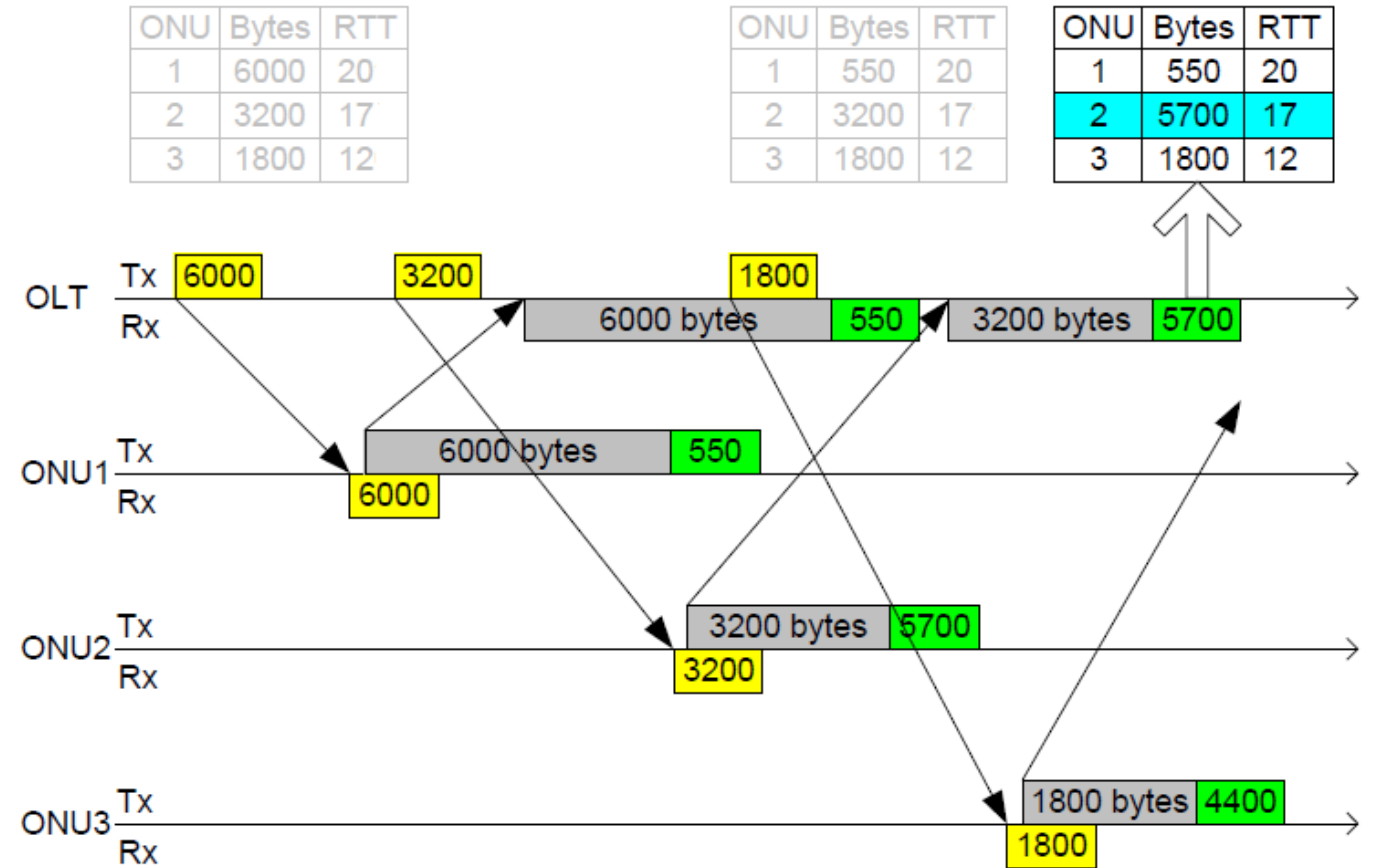 ONU Bytes RTT
1 6000 20
2 3200 17
3 1800 12
ONU Bytes RTT
1 550 20
2 3200 17
3 1800 12
ONU Bytes RTT
1 550 20
2 5700 17
3 1800 12
OLT
Tx
Rx
6000
3200
1800
6000 bytes
550
3200 bytes
5700
ONU1
Tx
Rx
6000 bytes
550
6000
ONU2
Tx
Rx
3200 bytes
5700
3200
ONU3
Tx
Rx
1800 bytes
4400
1800